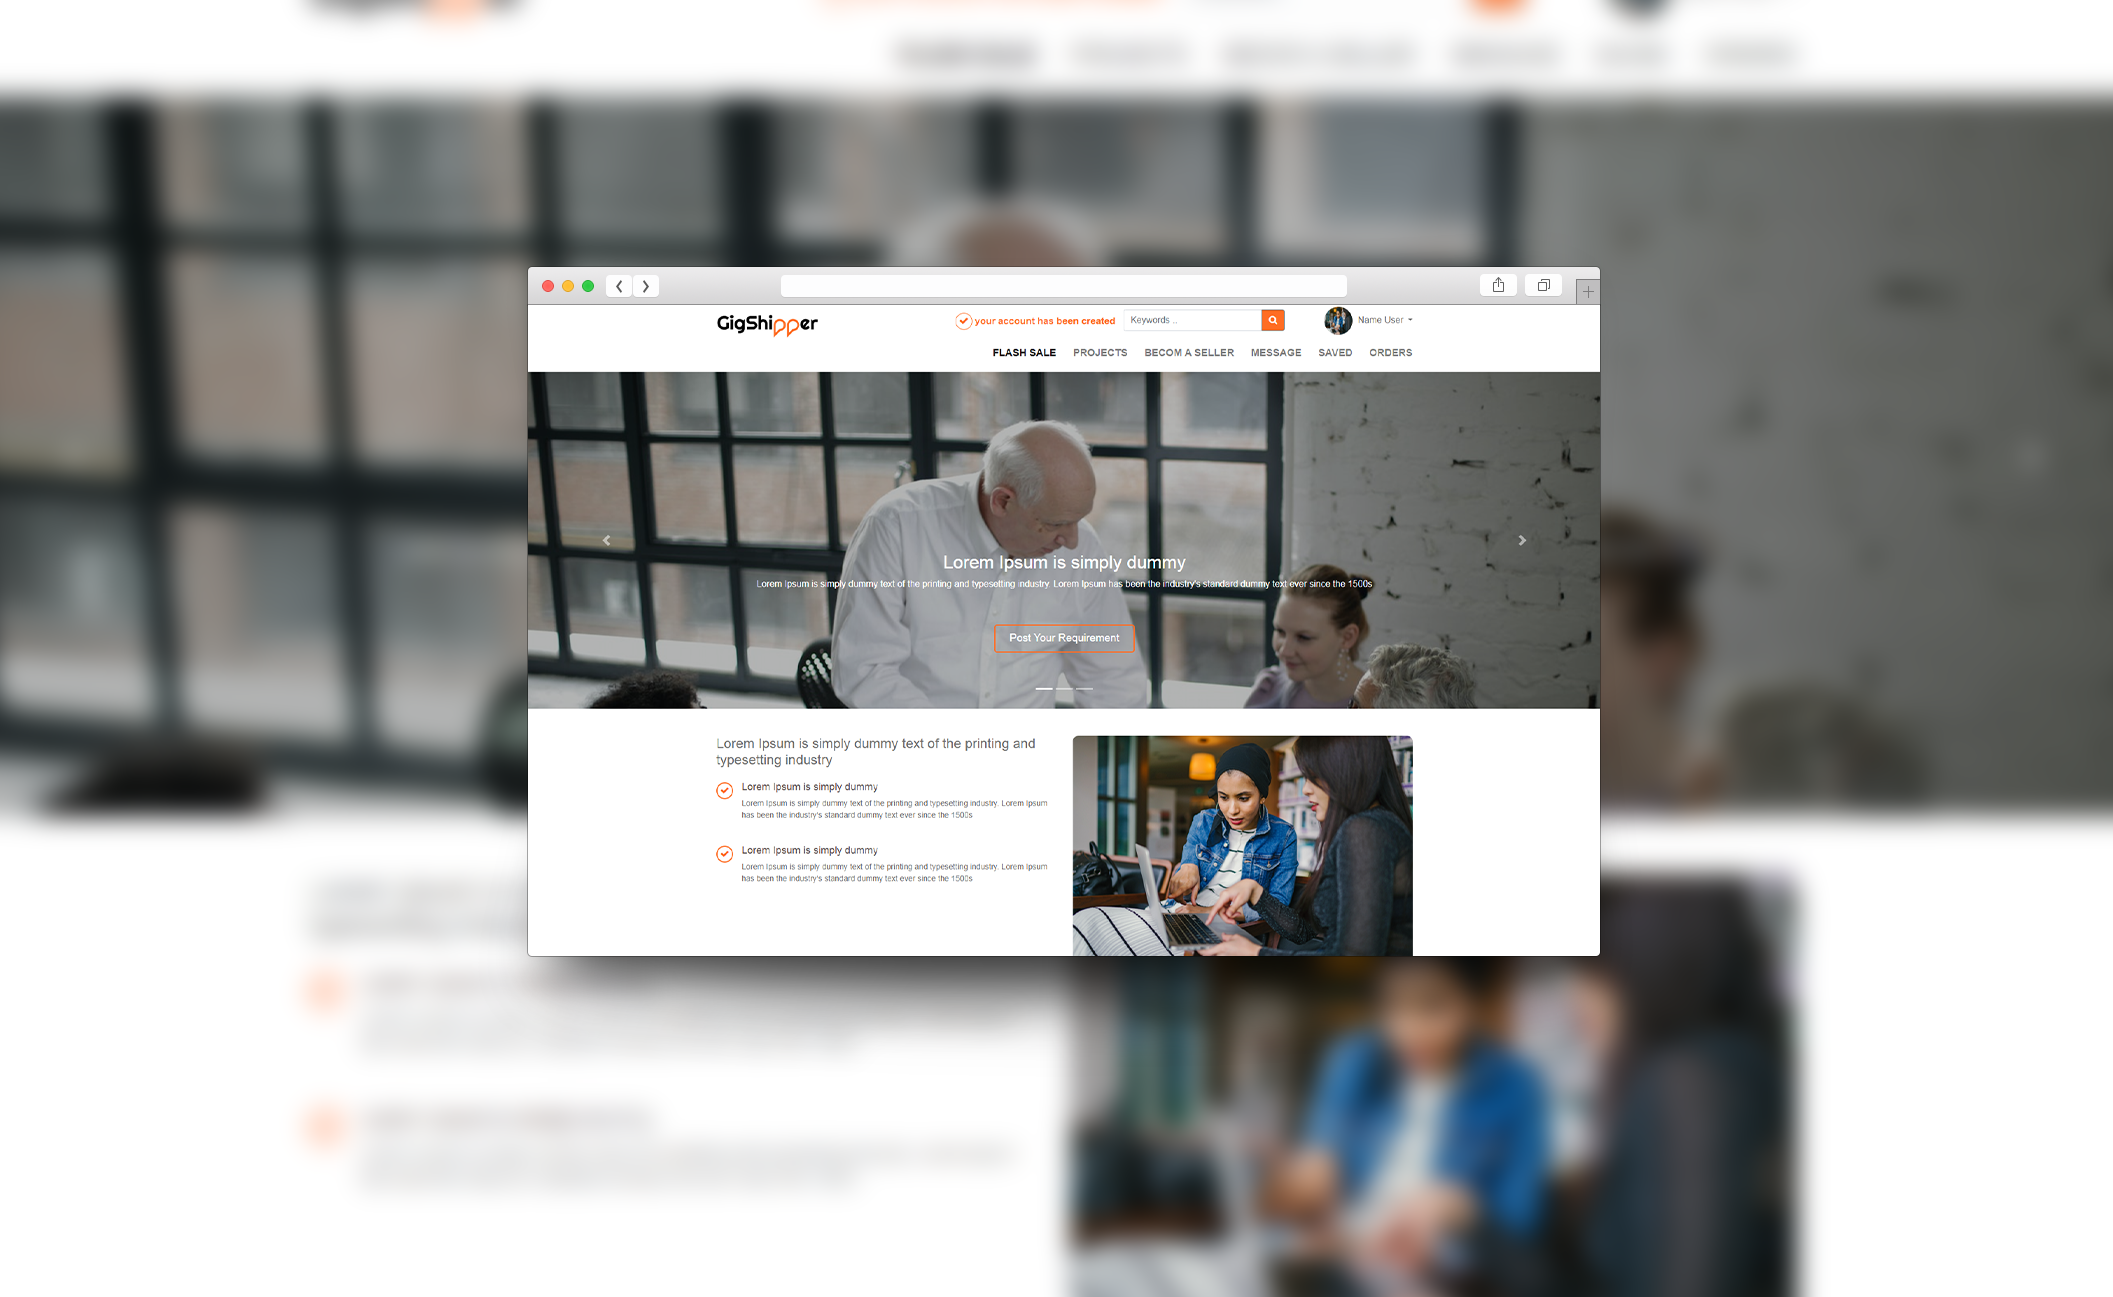 GigShipper
your account has been created
Keywords ..
Name User
FLASH SALE PROJECTS BECOM A SELLER MESSAGE SAVED ORDERS
Lorem Ipsum is simply dummy
Lorem Ipsum is simply dummy text of the printing and typesetting industry. Lorem Ipsum has been the industry's standard dummy text ever since the 1500s
Post Your Requirement
Lorem Ipsum is simply dummy text of the printing and
typesetting industry
Lorem Ipsum is simply dummy
Lorem Ipsum is simply dummy text of the printing and typesetting industry. Lorem Ipsum
has been the industry's standard dummy text ever since the 1500s
Lorem Ipsum is simply dummy
Lorem Ipsum is simply dummy text of the printing and typesetting industry. Lorem Ipsum
has been the industry's standard dummy text ever since the 1500s